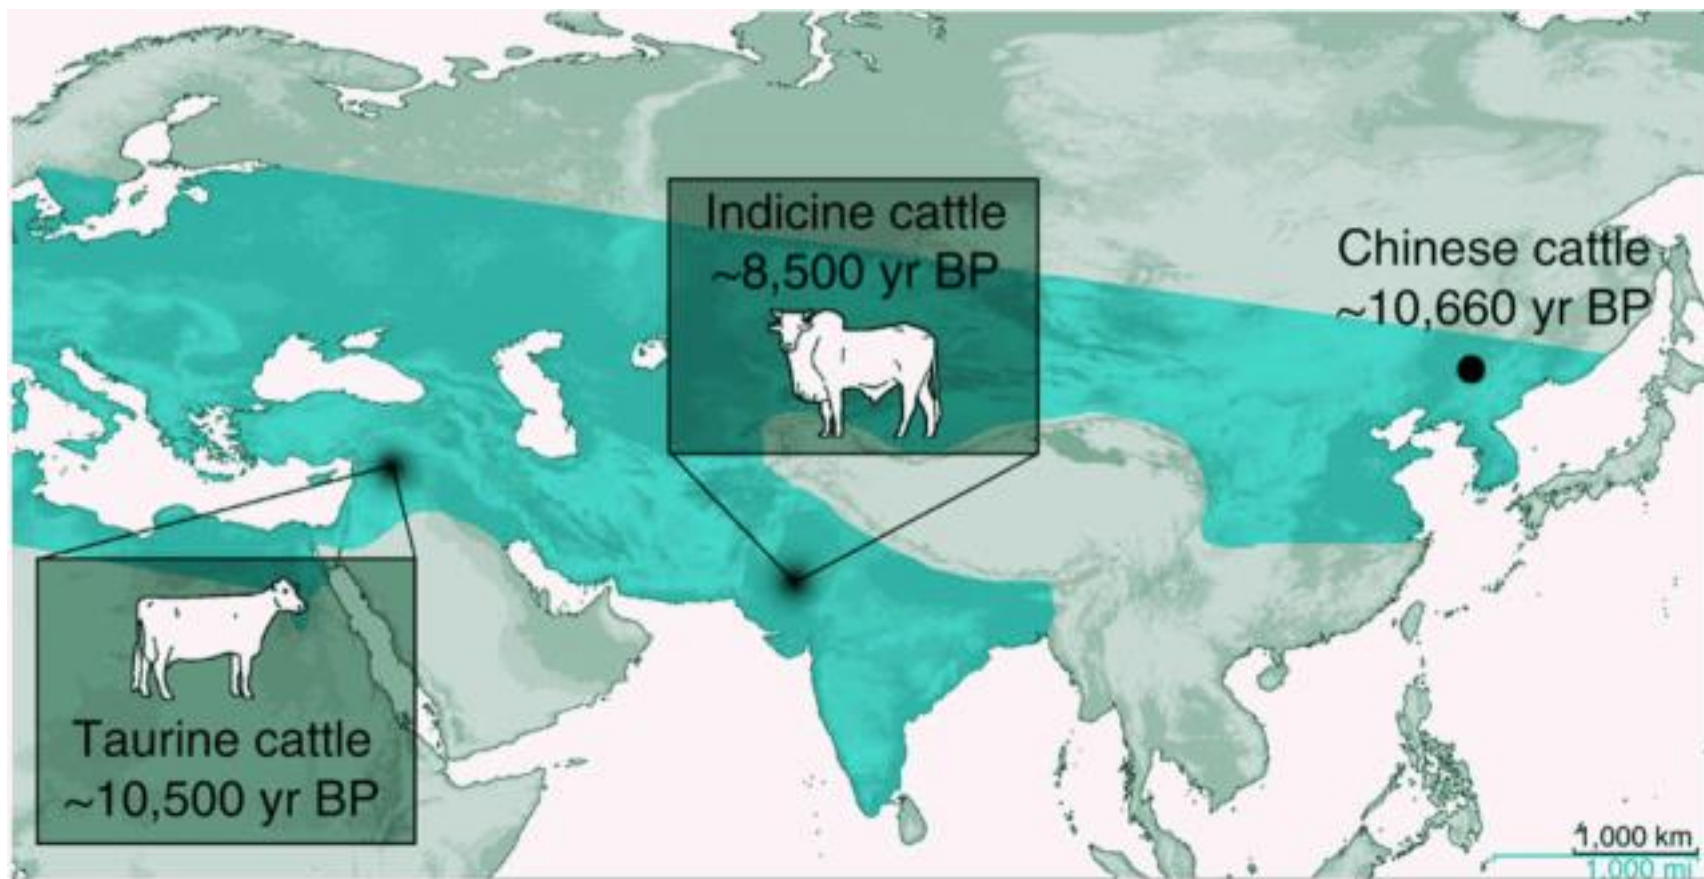 Indicine cattle
~8,500 yr BP
Chinese cattle
~10,660 yr BP
Taurine cattle
~10,500 yr BP
1,000 km
1,000 mi